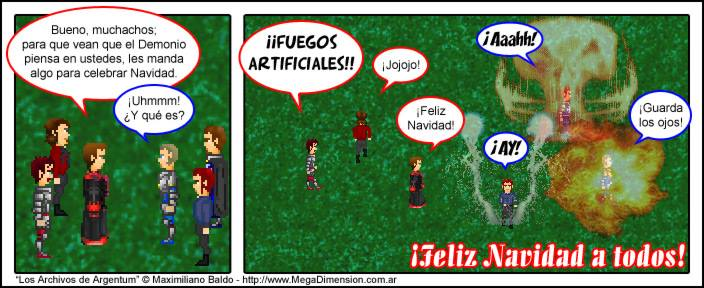 Bueno, muchachos;
para que vean que el Demonio
piensa en ustedes, les manda
algo para celebrar Navidad.
¡Uhmmm!
¿Y qué es?
¡¡FUEGOS
ARTIFICIALES!!
¡Jojojo!
¡Feliz
Navidad!
¡Aaahh!
¡AY!
¡Guarda
los ojos!
¡Feliz Navidad a todos!
"Los Archivos de Argentum" © Maximiliano Baldo - http://www.MegaDimension.com.ar